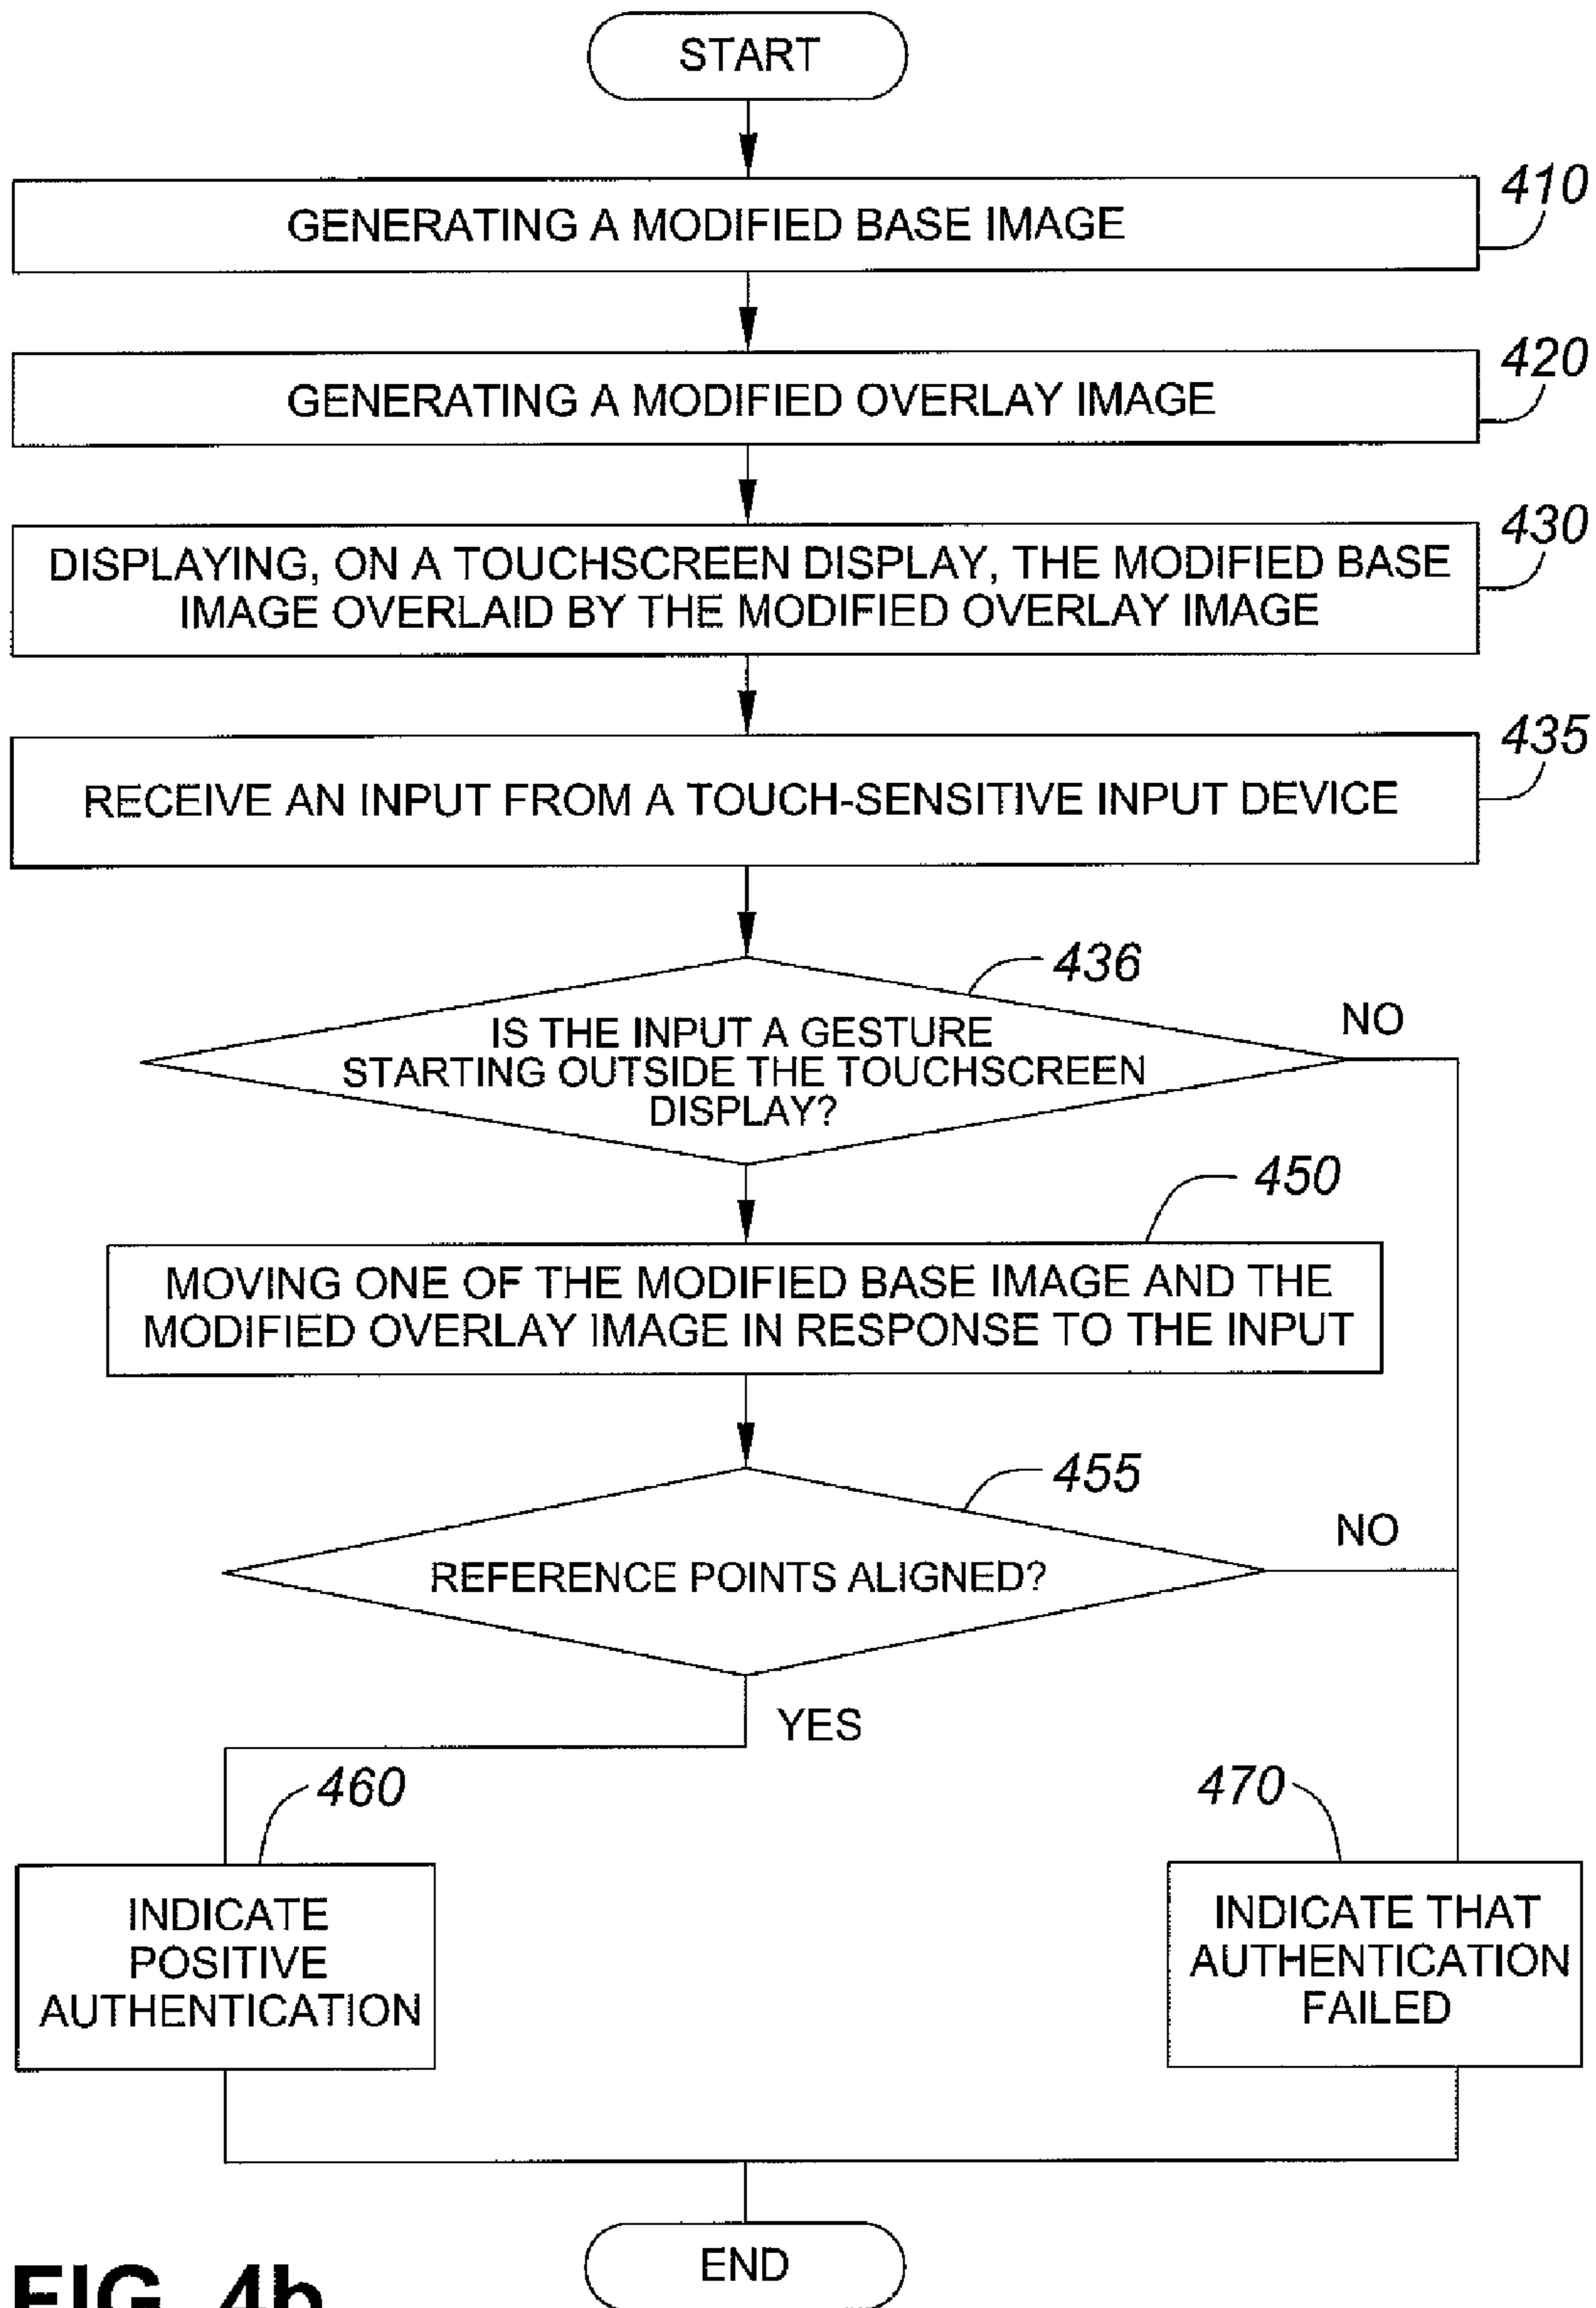 START
410
GENERATING A MODIFIED BASE IMAGE
420
GENERATING A MODIFIED OVERLAY IMAGE
430
DISPLAYING, ON A TOUCHSCREEN DISPLAY, THE MODIFIED BASE
IMAGE OVERLAID BY THE MODIFIED OVERLAY IMAGE
435
RECEIVE AN INPUT FROM A TOUCH-SENSITIVE INPUT DEVICE
436
NO
IS THE INPUT A GESTURE
STARTING OUTSIDE THE TOUCHSCREEN
DISPLAY?
450
MOVING ONE OF THE MODIFIED BASE IMAGE AND THE
MODIFIED OVERLAY IMAGE IN RESPONSE TO THE INPUT
455
NO
REFERENCE POINTS ALIGNED?
YES
460
470
INDICATE
POSITIVE
AUTHENTICATION
INDICATE THAT
AUTHENTICATION
FAILED
END
FIG. 4b